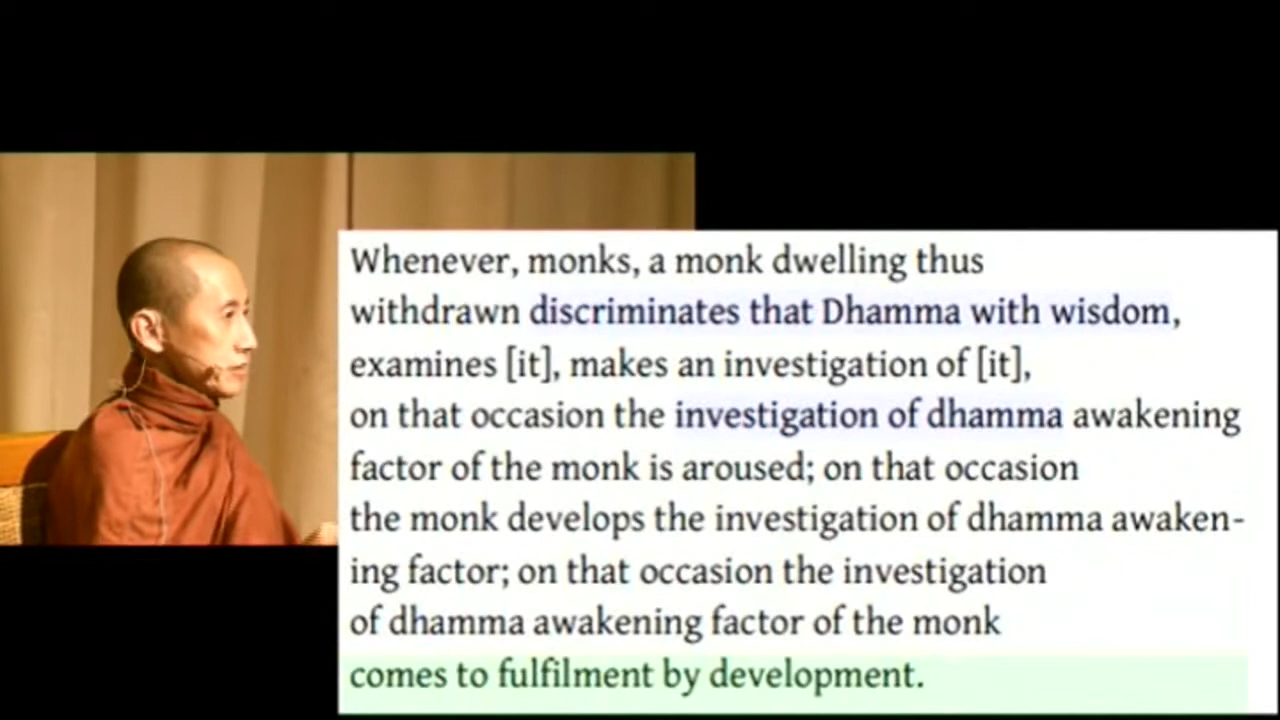 Whenever, monks, a monk dwelling thus
withdrawn discriminates that Dhamma with wisdom,
examines [it], makes an investigation of [it],
on that occasion the investigation of dhamma awakening
factor of the monk is aroused; on that occasion
the monk develops the investigation of dhamma awaken-
ing factor; on that occasion the investigation
of dhamma awakening factor of the monk
comes to fulfilment by development.